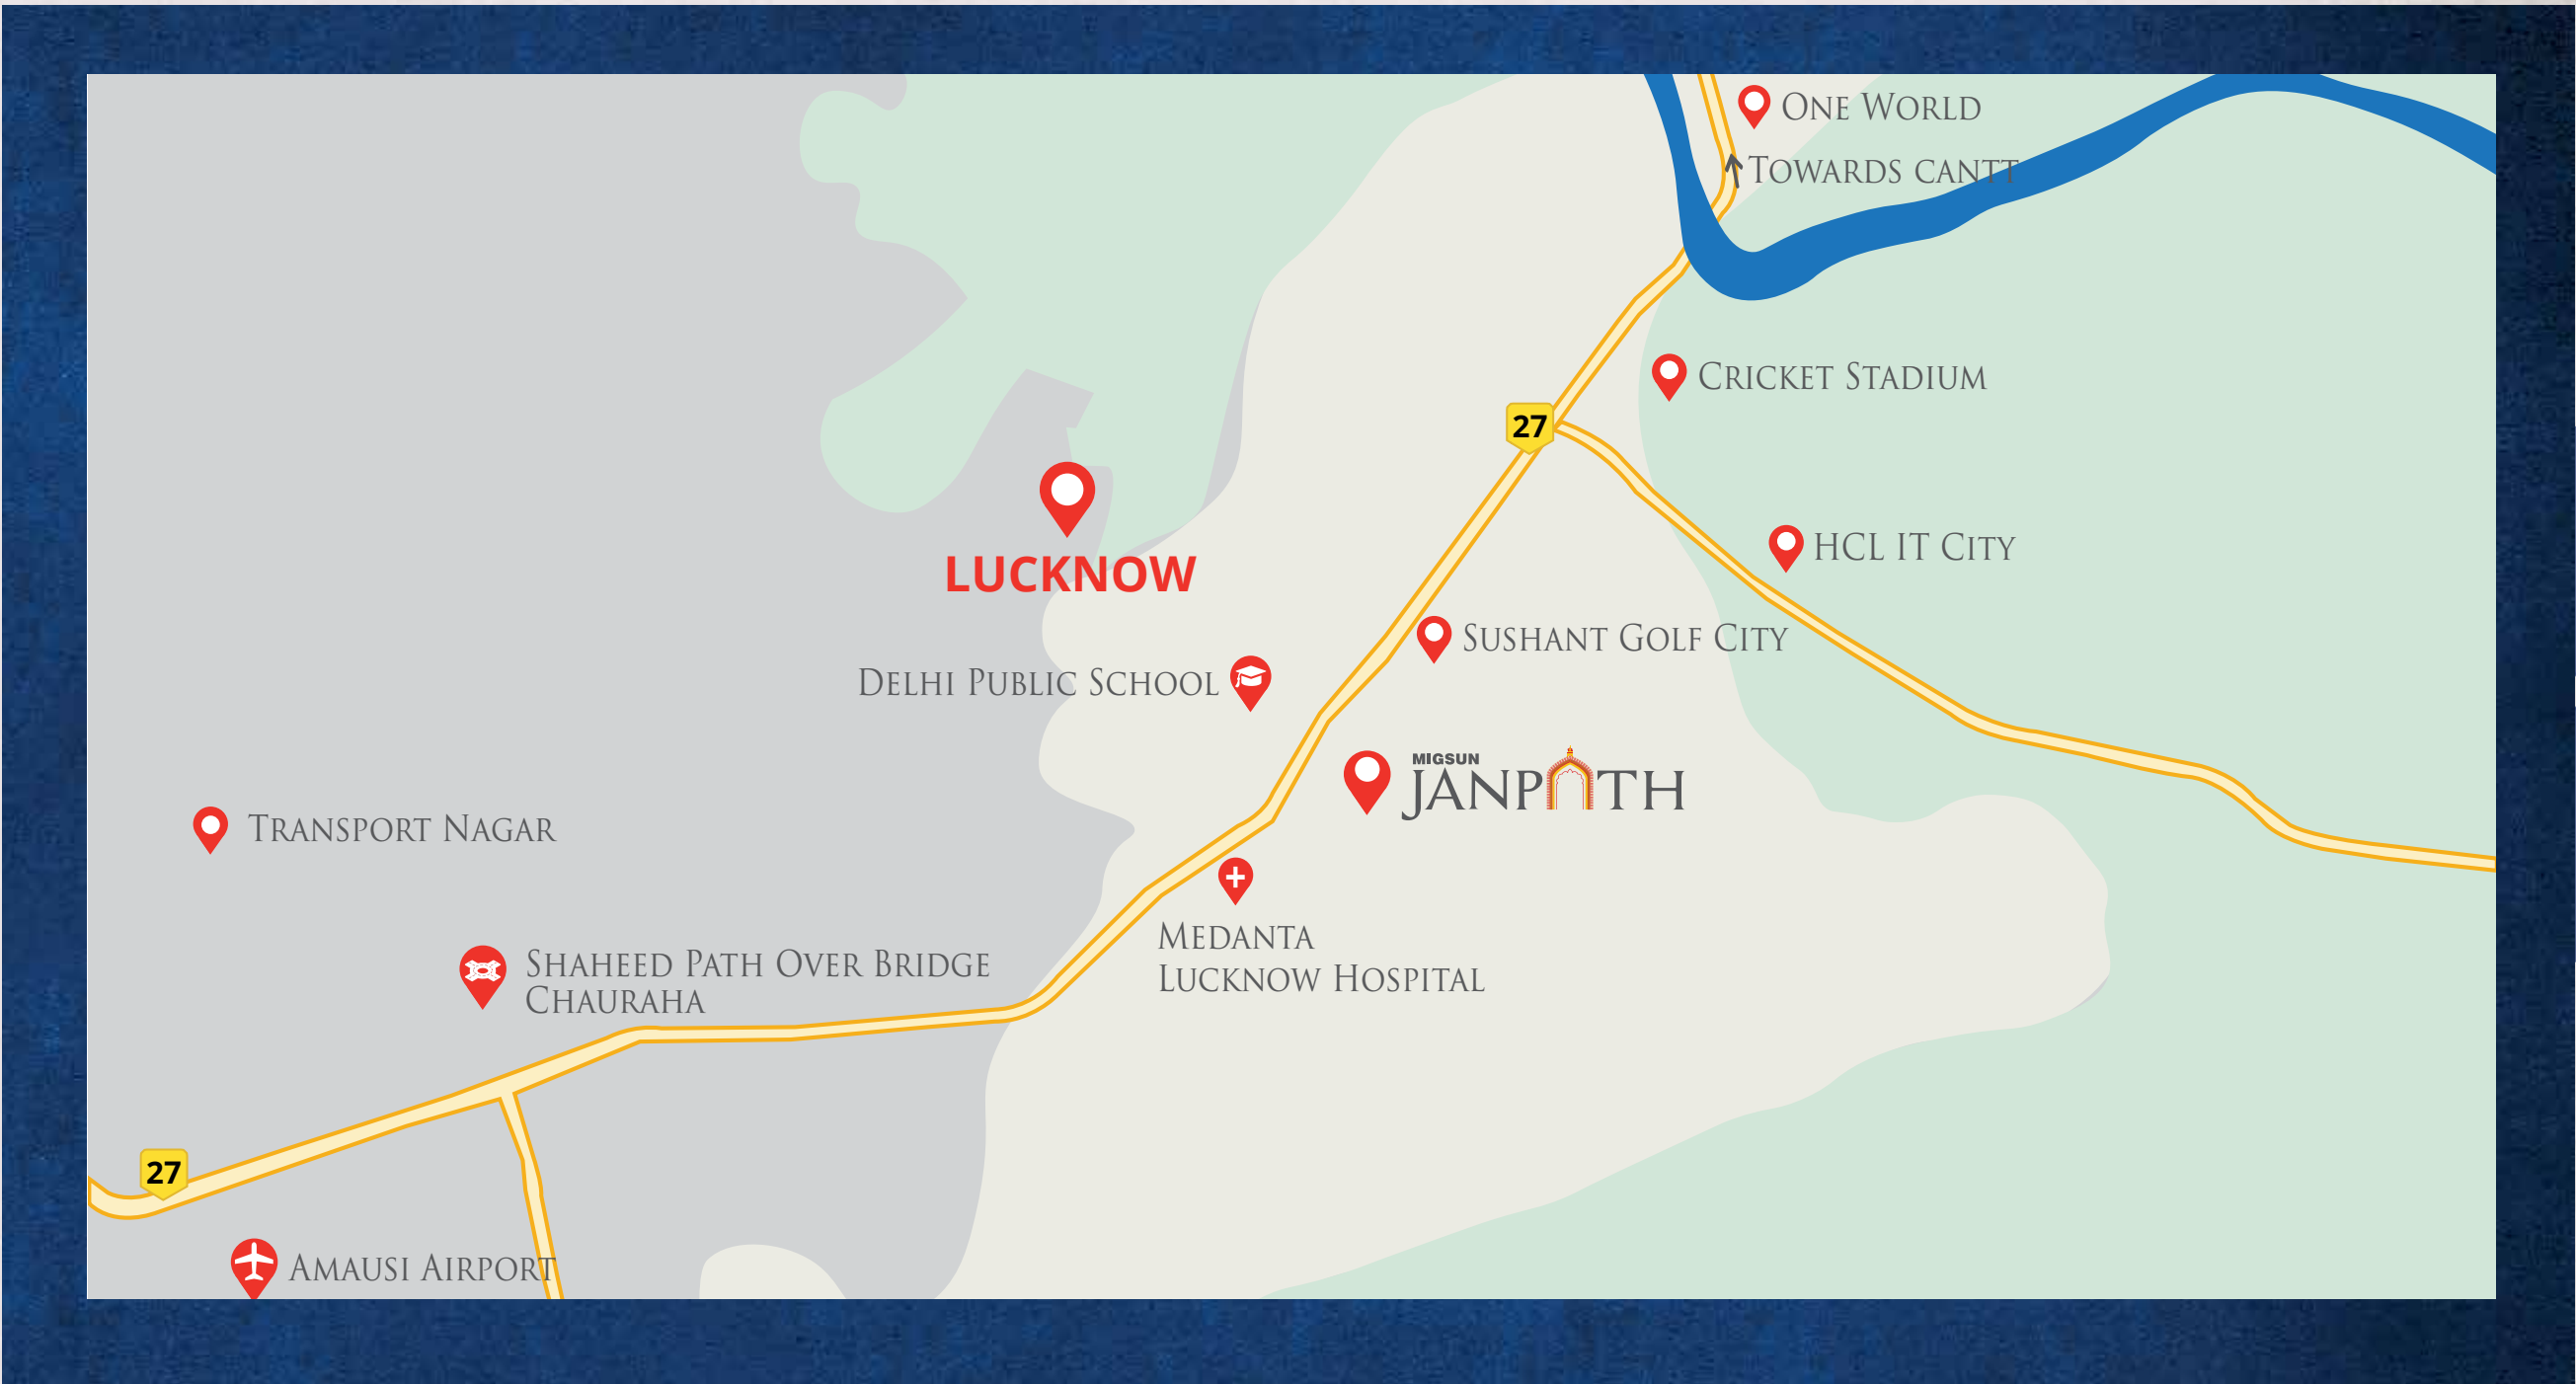 One World
Towards cantt
Cricket Stadium
27
LUCKNOW
HCL IT City
Sushant Golf City
Delhi Public School
MIGSUN
JANPATH
Transport Nagar
Medanta
Lucknow Hospital
Shaheed Path Over Bridge
Chauraha
27
Amausi Airport